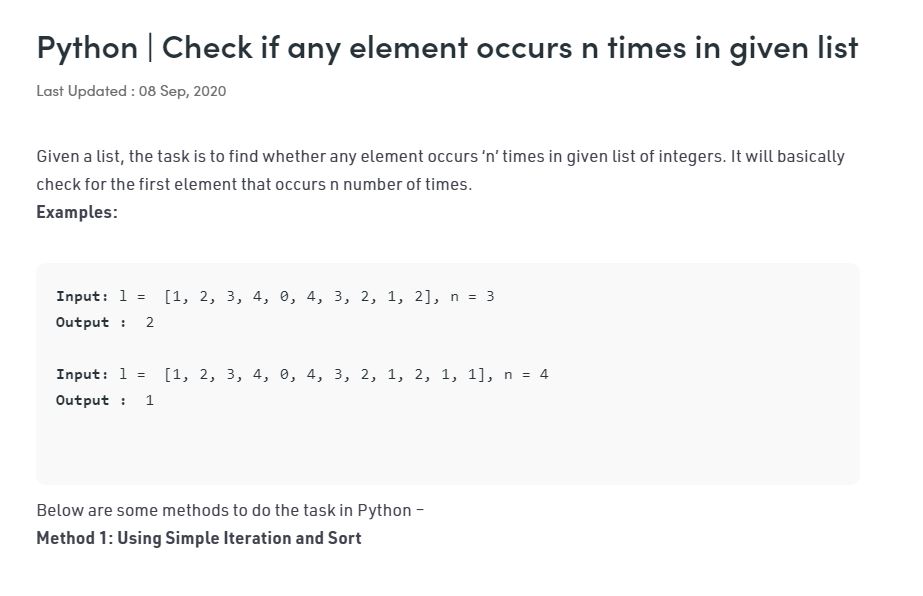 Python | Check if any element occurs n times in given list
Last Updated : 08 Sep, 2020
Given a list, the task is to find whether any element occurs ‘n’ times in given list of integers. It will basically
check for the first element that occurs n number of times.
Examples:
Input: l =  [1, 2, 3, 4, 0, 4, 3, 2, 1, 2], n = 3
Output :  2
Input: l =  [1, 2, 3, 4, 0, 4, 3, 2, 1, 2, 1, 1], n = 4
Output :  1
Below are some methods to do the task in Python –
Method 1: Using Simple Iteration and Sort